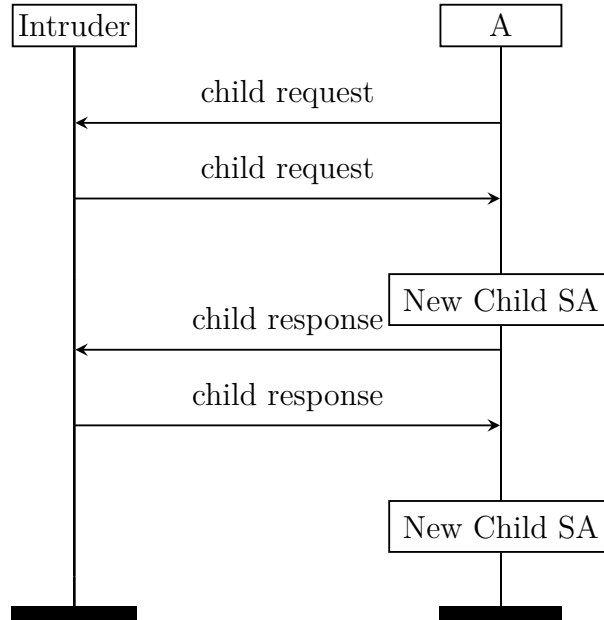 Intruder
A
child request
child request
New Child SA
child response
child response
New Child SA